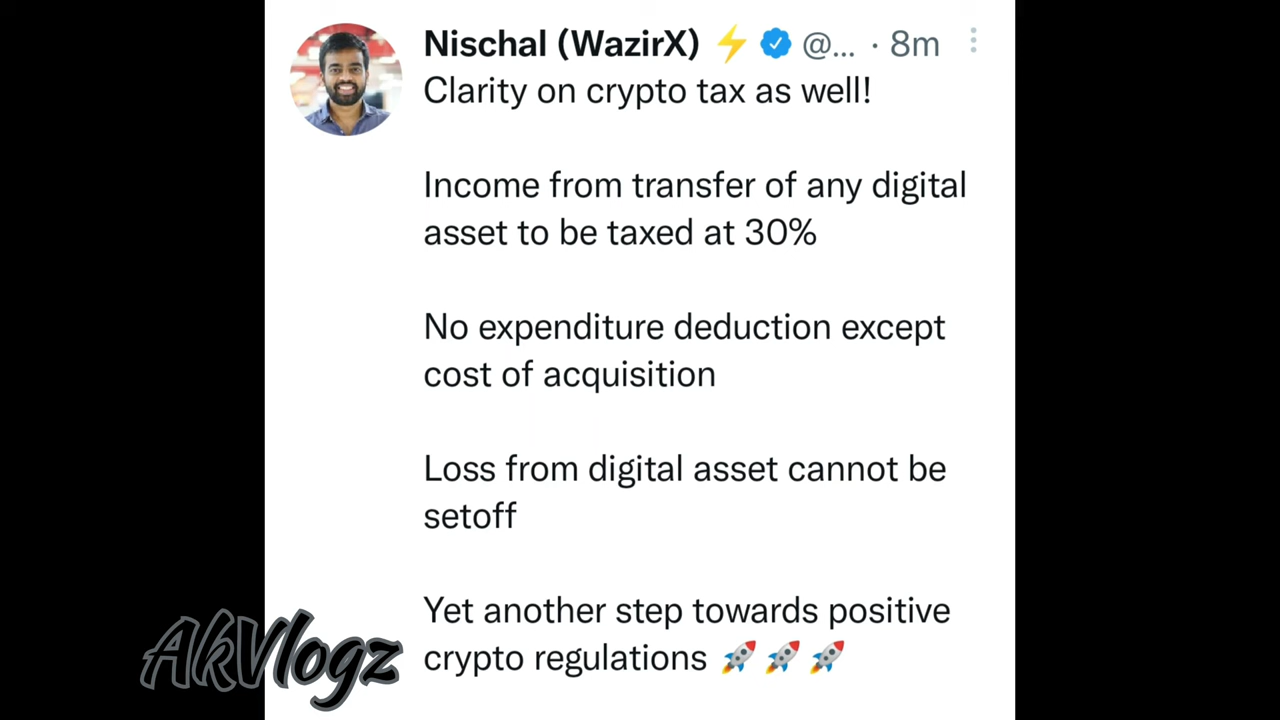 Nischal (WazirX) ⚡ @... · 8m
Clarity on crypto tax as well!
Income from transfer of any digital
asset to be taxed at 30%
No expenditure deduction except
cost of acquisition
Loss from digital asset cannot be
setoff
Yet another step towards positive
crypto regulations 🚀🚀🚀
AkVlogz